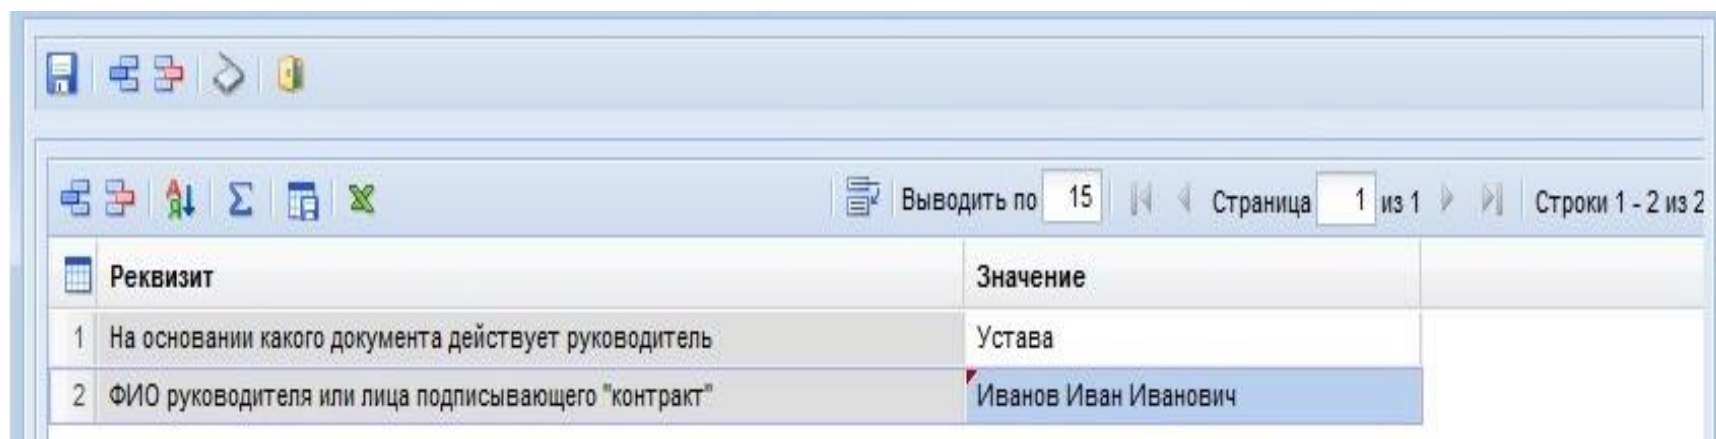 Выводить по 15 Страница 1 из 1 Строки 1 - 2 из 2
Реквизит Значение
1 На основании какого документа действует руководитель Устава
2 ФИО руководителя или лица подписывающего "контракт" Иванов Иван Иванович